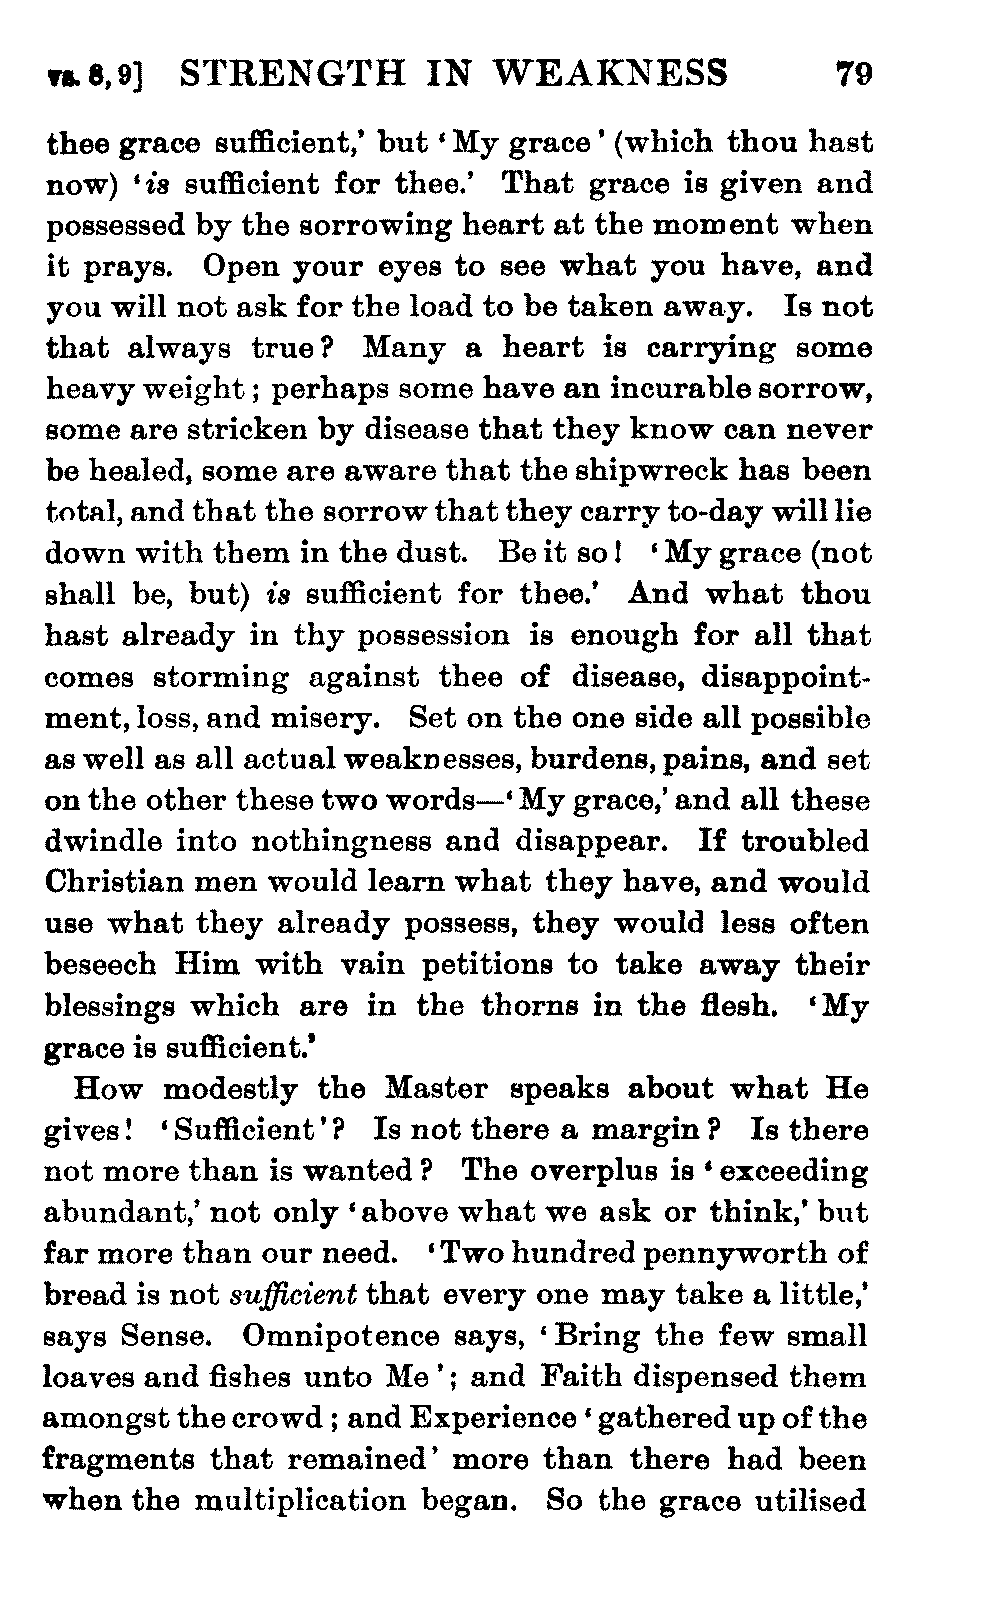 vs. 8, 9] STRENGTH IN WEAKNESS 79
thee grace sufficient,' but 'My grace' (which thou hast
now) 'is sufficient for thee.' That grace is given and
possessed by the sorrowing heart at the moment when
it prays. Open your eyes to see what you have, and
you will not ask for the load to be taken away. Is not
that always true? Many a heart is carrying some
heavy weight; perhaps some have an incurable sorrow,
some are stricken by disease that they know can never
be healed, some are aware that the shipwreck has been
total, and that the sorrow that they carry to-day will lie
down with them in the dust. Be it so! 'My grace (not
shall be, but) is sufficient for thee.' And what thou
hast already in thy possession is enough for all that
comes storming against thee of disease, disappoint-
ment, loss, and misery. Set on the one side all possible
as well as all actual weaknesses, burdens, pains, and set
on the other these two words—'My grace,' and all these
dwindle into nothingness and disappear. If troubled
Christian men would learn what they have, and would
use what they already possess, they would less often
beseech Him with vain petitions to take away their
blessings which are in the thorns in the flesh. 'My
grace is sufficient.'
How modestly the Master speaks about what He
gives! 'Sufficient'? Is not there a margin? Is there
not more than is wanted? The overplus is 'exceeding
abundant,' not only 'above what we ask or think,' but
far more than our need. 'Two hundred pennyworth of
bread is not sufficient that every one may take a little,'
says Sense. Omnipotence says, 'Bring the few small
loaves and fishes unto Me'; and Faith dispensed them
amongst the crowd; and Experience 'gathered up of the
fragments that remained' more than there had been
when the multiplication began. So the grace utilised